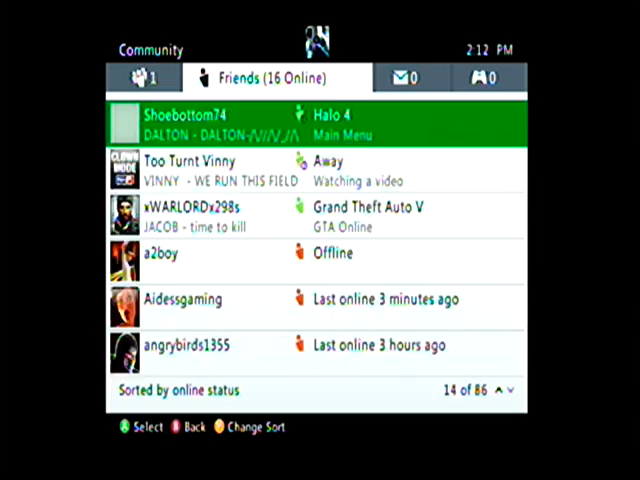 Community 2:12 PM
1 Friends (16 Online) 0 0
Shoebottom74 Halo 4
Main Menu
Too Turnt Vinny Away
VINNY - WE RUN THIS FIELD Watching a video
xWARLORDx298s Grand Theft Auto V
JACOB - time to kill GTA Online
a2boy Offline
Aidessgaming Last online 3 minutes ago
angrybirds1355 Last online 3 hours ago
Sorted by online status 14 of 86
A Select B Back Change Sort